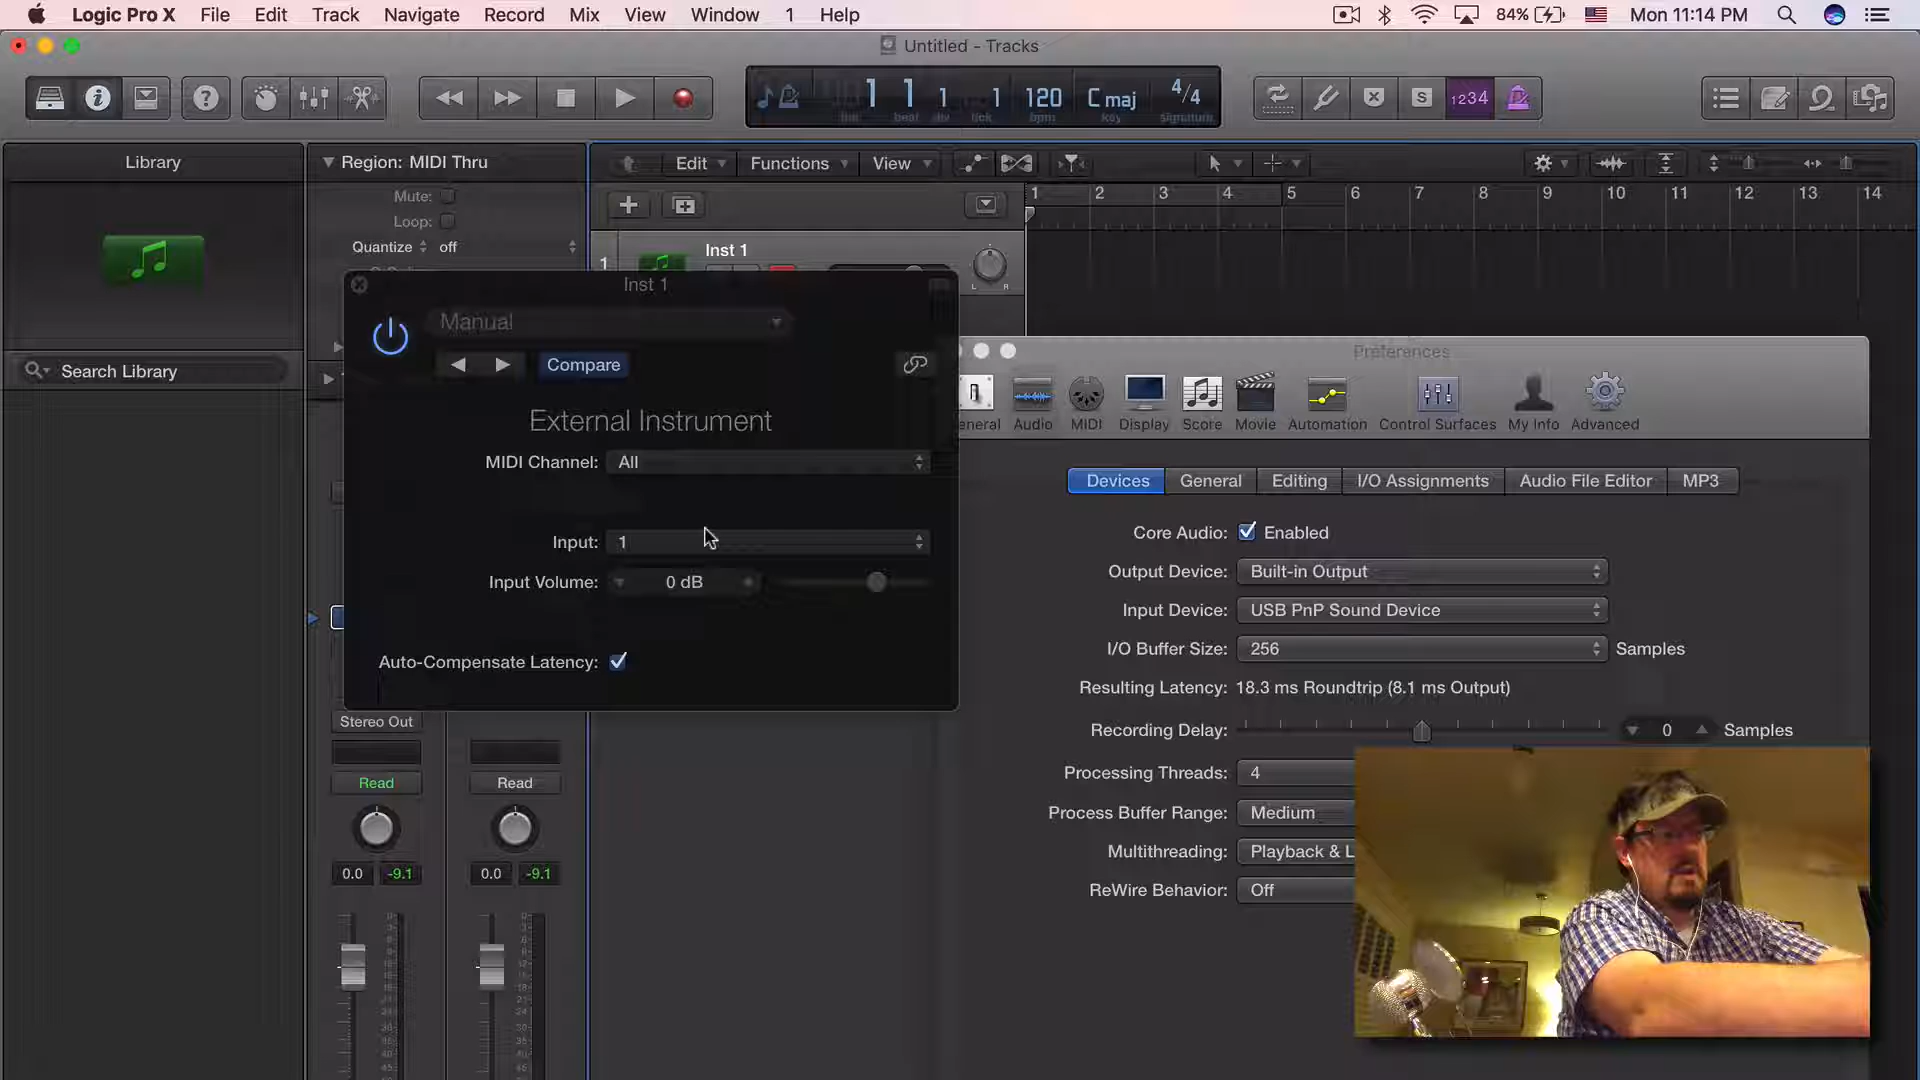 Logic Pro X File Edit Track Navigate Record Mix View Window 1 Help 84% Mon 11:14 PM
Untitled - Tracks
1 1 1 1 120 C maj 4/4
bar beat div tick bpm key signature
S 1234
Library
Region: MIDI Thru
Edit Functions View
Mute:
Loop:
Quantize off
1 2 3 4 5 6 7 8 9 10 11 12 13 14
1 Inst 1
L R
Search Library
Inst 1
Manual
Compare
External Instrument
MIDI Channel: All
Input: 1
Input Volume: 0 dB
Auto-Compensate Latency:
Stereo Out
Read Read
0.0 -9.1 0.0 -9.1
Preferences
eneral Audio MIDI Display Score Movie Automation Control Surfaces My Info Advanced
Devices General Editing I/O Assignments Audio File Editor MP3
Core Audio: Enabled
Output Device: Built-in Output
Input Device: USB PnP Sound Device
I/O Buffer Size: 256 Samples
Resulting Latency: 18.3 ms Roundtrip (8.1 ms Output)
Recording Delay: 0 Samples
Processing Threads: 4
Process Buffer Range: Medium
Multithreading: Playback & L
ReWire Behavior: Off